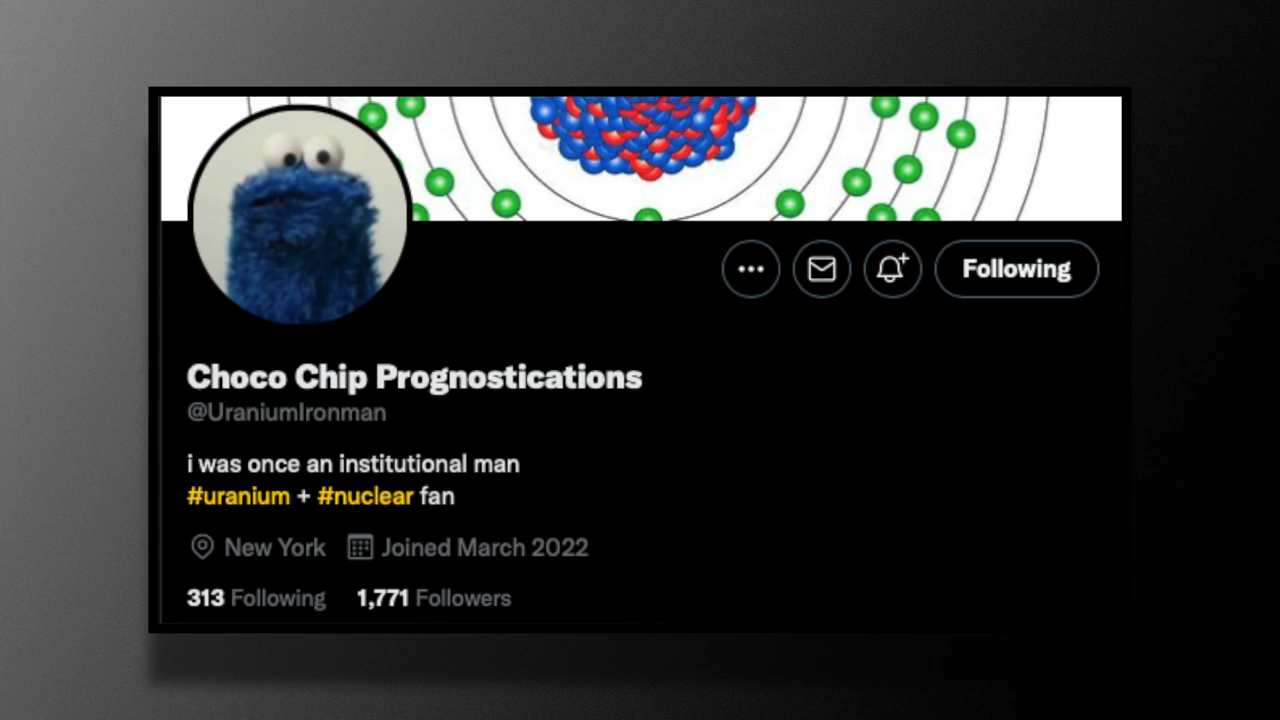 Following
Choco Chip Prognostications
@UraniumIronman
i was once an institutional man
#uranium + #nuclear fan
New York Joined March 2022
313 Following 1,771 Followers